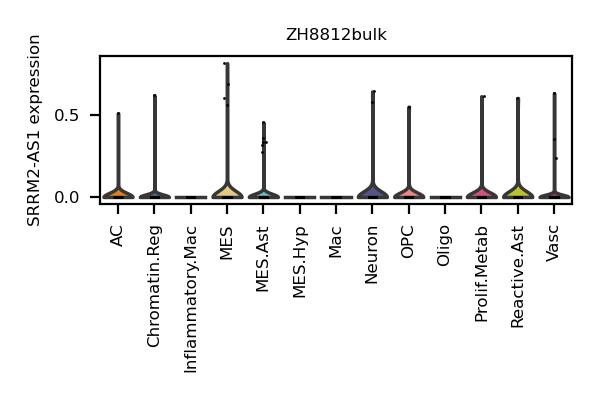 ZH8812bulk
SRRM2-AS1 expression
0.5
0.0
AC
Chromatin.Reg
Inflammatory.Mac
MES
MES.Ast
MES.Hyp
Mac
Neuron
OPC
Oligo
Prolif.Metab
Reactive.Ast
Vasc